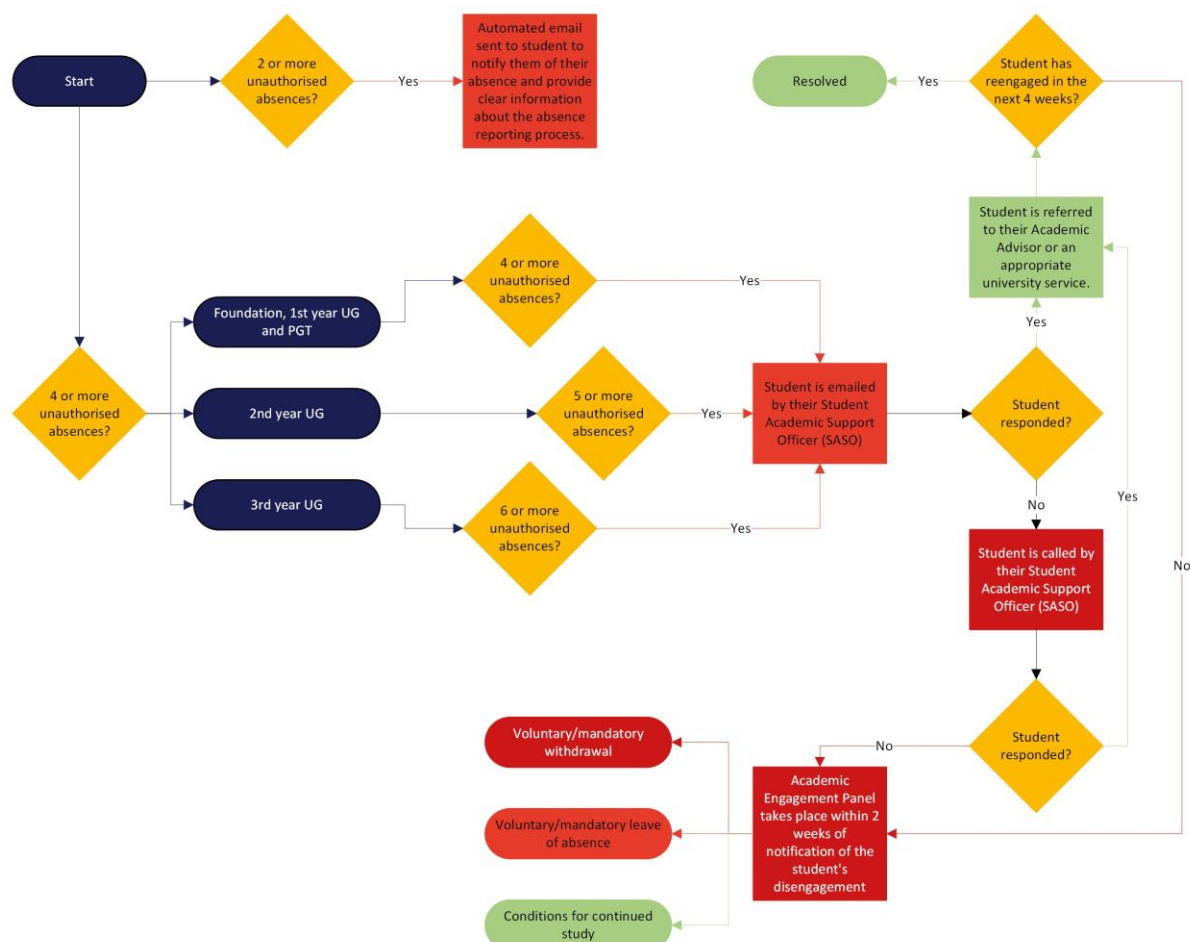 Start
2 or more
unauthorised
absences?
Yes
Automated email
sent to student to
notify them of their
absence and provide
clear information
about the absence
reporting process.
Resolved
Yes
Student has
reengaged in the
next 4 weeks?
Student is referred
to their Academic
Advisor or an
appropriate
university service.
4 or more
unauthorised
absences?
Foundation, 1st year UG
and PGT
4 or more
unauthorised
absences?
Yes
2nd year UG
5 or more
unauthorised
absences?
Yes
3rd year UG
6 or more
unauthorised
absences?
Yes
Student is emailed
by their Student
Academic Support
Officer (SASO)
Yes
Student
responded?
No
Student is called by
their Student
Academic Support
Officer (SASO)
Yes
No
Student
responded?
No
Academic
Engagement Panel
takes place within 2
weeks of
notification of the
student's
disengagement
Voluntary/mandatory
withdrawal
Voluntary/mandatory leave
of absence
Conditions for continued
study